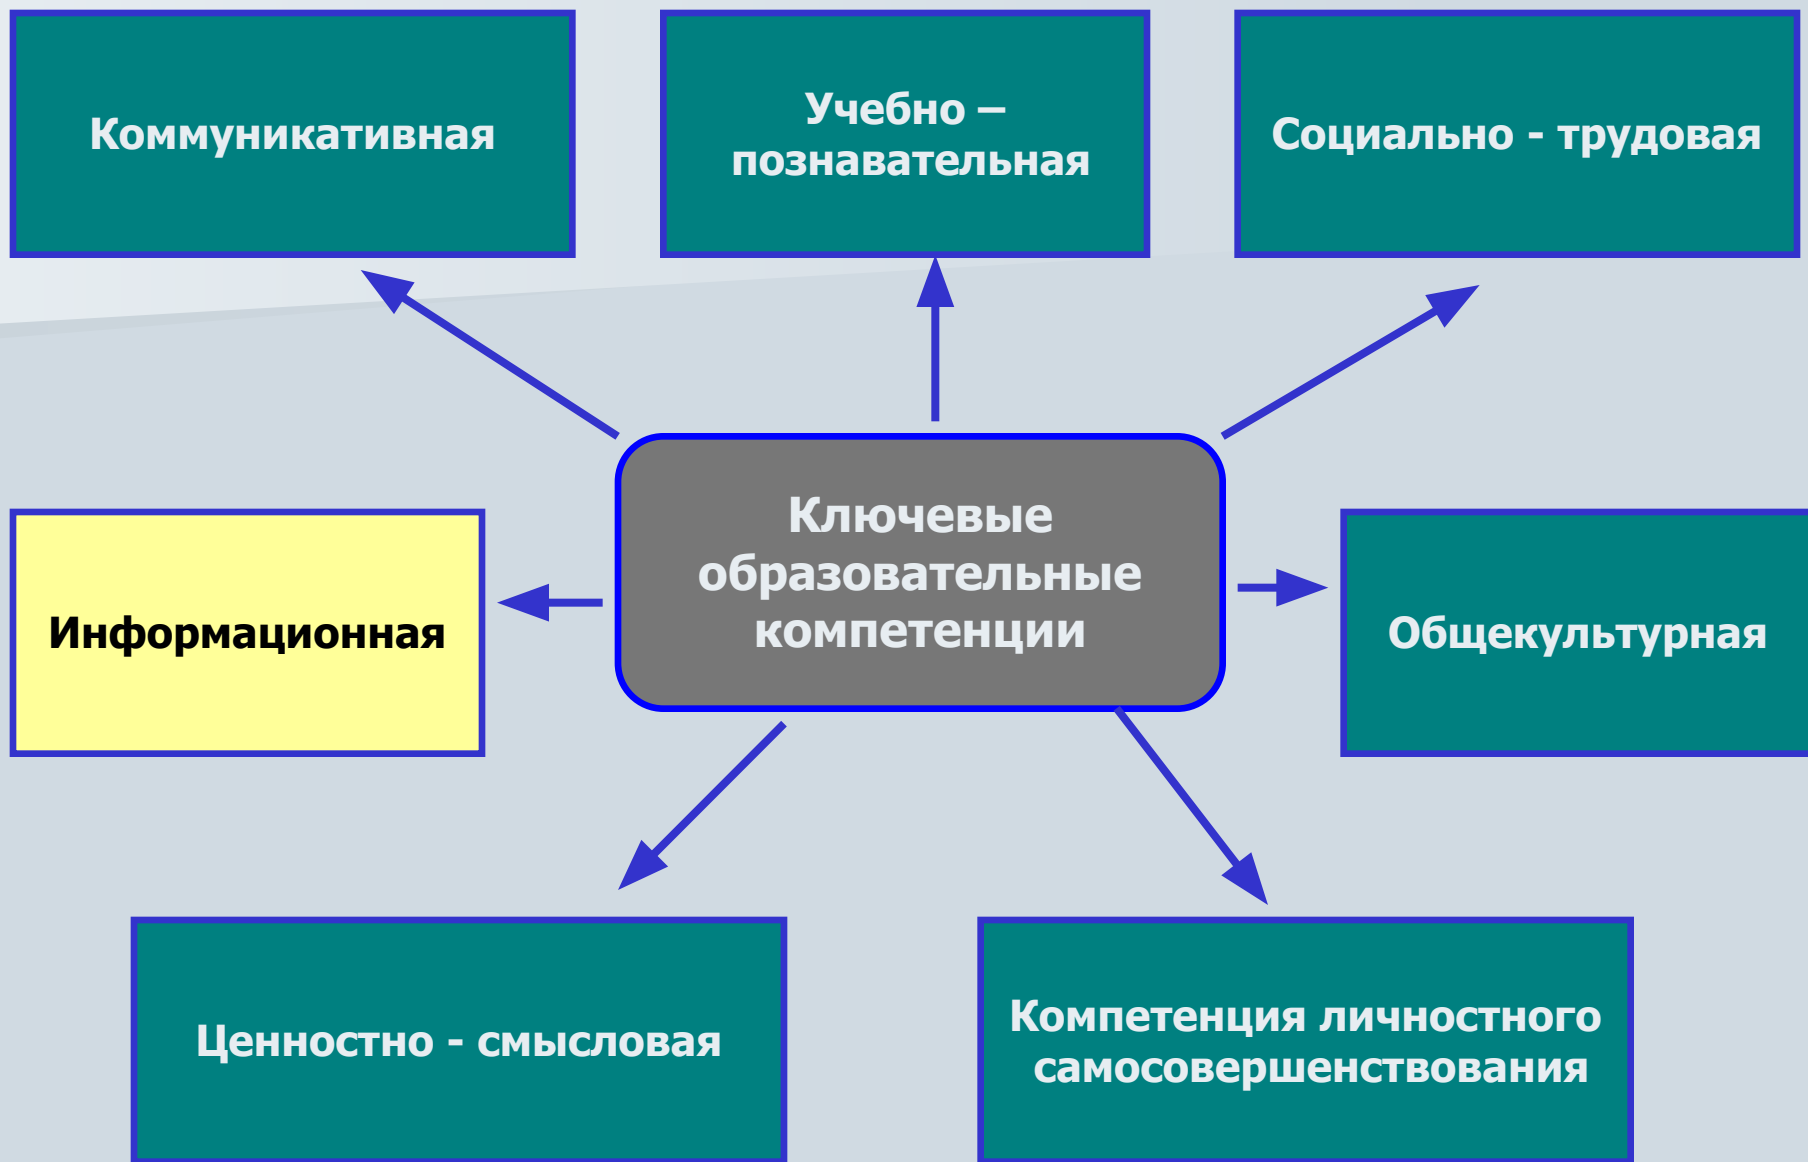 Коммуникативная
Учебно –
познавательная
Социально - трудовая
Ключевые
образовательные
компетенции
Информационная
Общекультурная
Ценностно - смысловая
Компетенция личностного
самосовершенствования